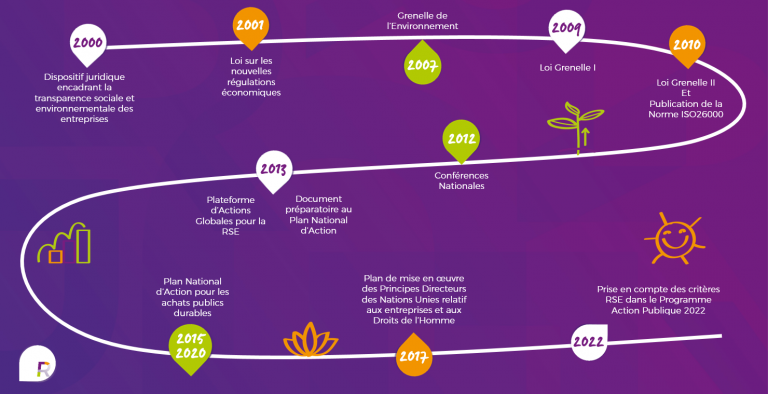 2000
Dispositif juridique
encadrant la
transparence sociale et
environnementale des
entreprises
2001
Loi sur les
nouvelles
régulations
économiques
Grenelle de
l'Environnement
2007
2009
Loi Grenelle I
2010
Loi Grenelle II
Et
Publication de la
Norme ISO26000
2012
Conférences
Nationales
2013
Plateforme
d'Actions
Globales pour la
RSE
Document
préparatoire au
Plan National
d'Action
Plan National
d'Action pour les
achats publics
durables
2015
2020
Plan de mise en œuvre
des Principes Directeurs
des Nations Unies relatif
aux entreprises et aux
Droits de l'Homme
2017
Prise en compte des critères
RSE dans le Programme
Action Publique 2022
2022
R